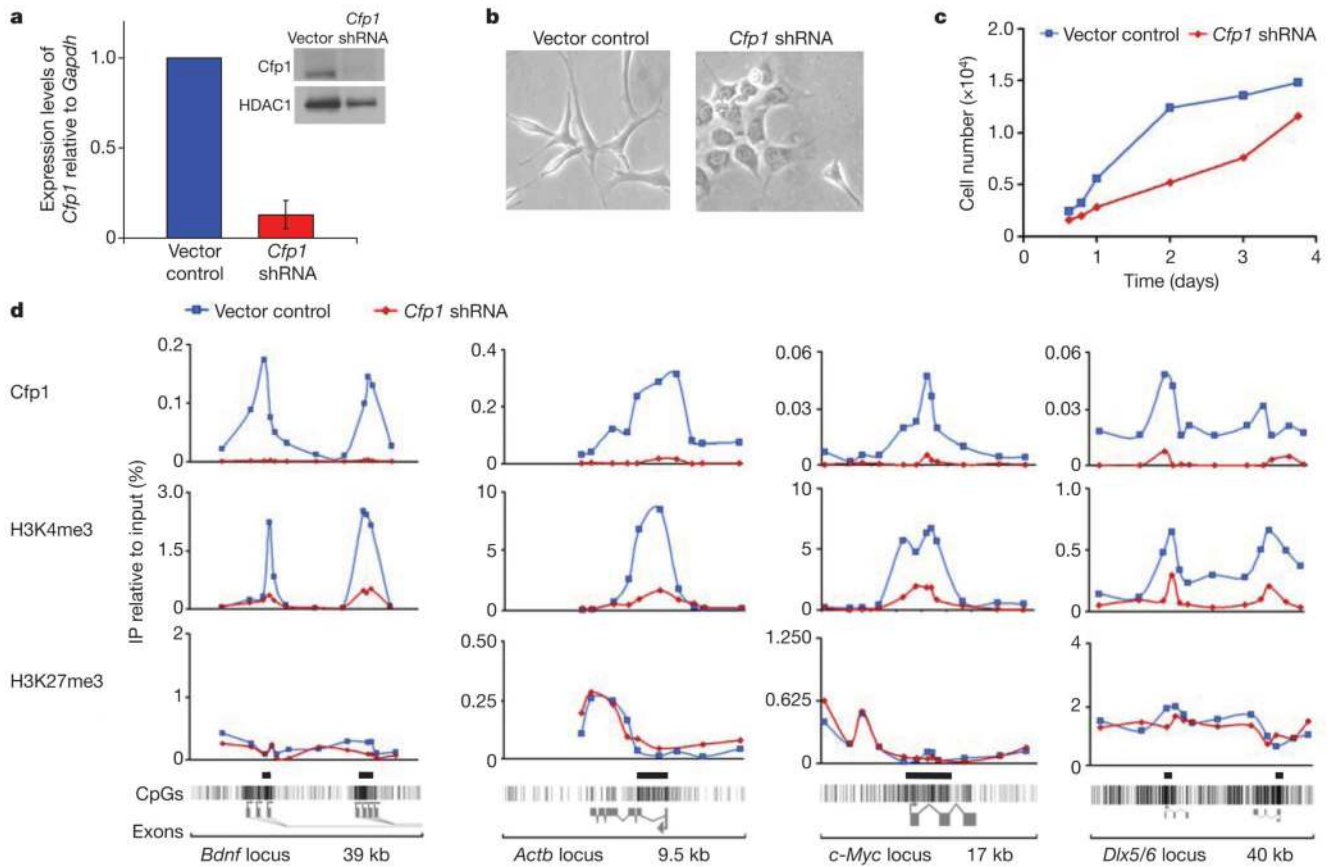 a
Expression levels of
Cfp1 relative to Gapdh
1.0
0.5
0
Vector
control
Cfp1
shRNA
Vector
Cfp1
shRNA
Cfp1
HDAC1
b
Vector control
Cfp1 shRNA
c
Vector control
Cfp1 shRNA
Cell number (×10⁴)
2.0
1.5
1.0
0.5
0
0 1 2 3 4
Time (days)
d
Vector control
Cfp1 shRNA
IP relative to input (%)
Cfp1
0.2
0.1
0
0.4
0.2
0
0.06
0.03
0
0.06
0.03
0
H3K4me3
3.0
1.5
0
10
5
0
10
5
0
1.0
0.5
0
H3K27me3
2
1
0
0.50
0.25
0
1.250
0.625
0
4
2
0
CpGs
Exons
Bdnf locus 39 kb
Actb locus 9.5 kb
c-Myc locus 17 kb
Dlx5/6 locus 40 kb